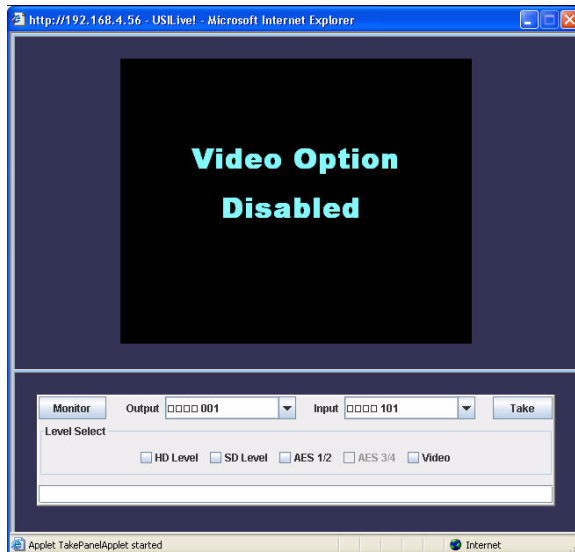 http://192.168.4.56 - USILive! - Microsoft Internet Explorer
Video Option
Disabled
Monitor Output □□□□ 001 Input □□□□ 101 Take
Level Select
HD Level SD Level AES 1/2 AES 3/4 Video
Applet TakePanelApplet started Internet